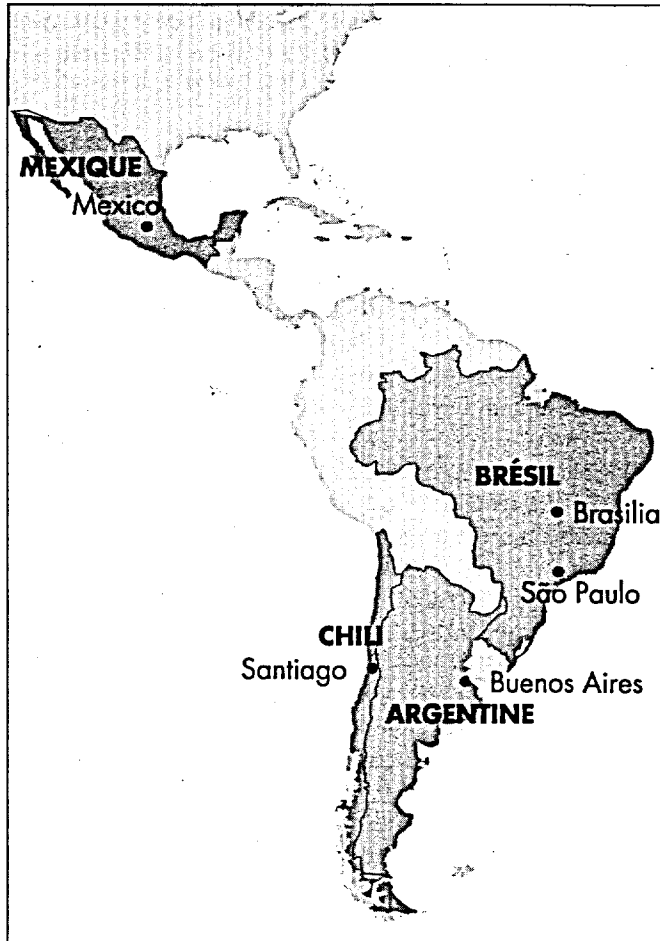 MEXIQUE
Mexico
BRÉSIL
Brasilia
São Paulo
CHILI
Santiago
Buenos Aires
ARGENTINE